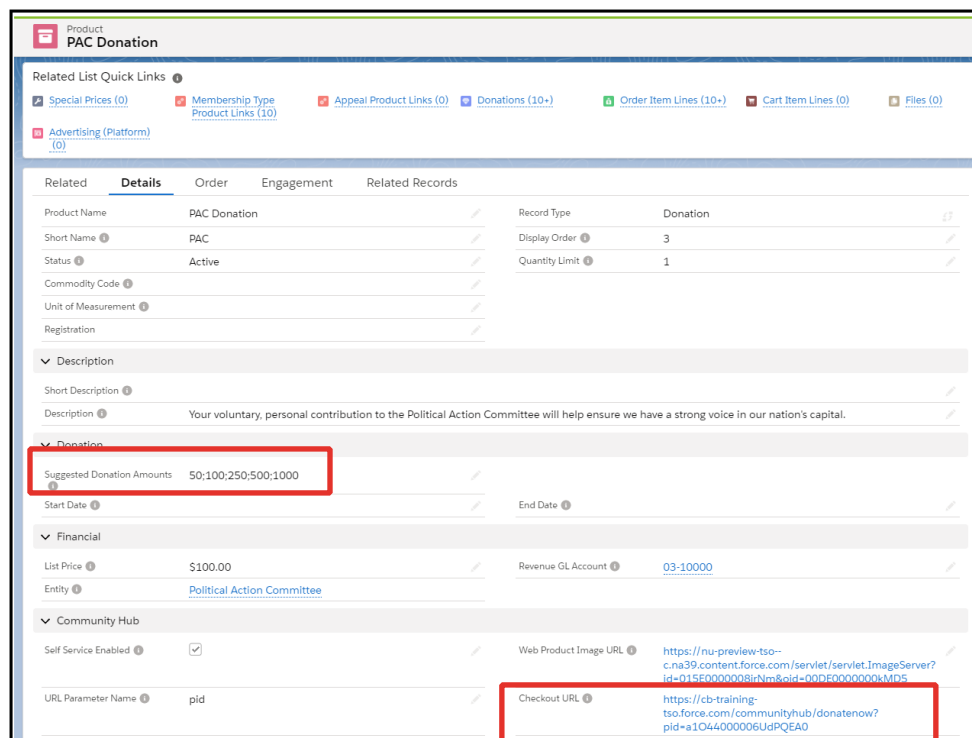 Product
PAC Donation
Related List Quick Links
Special Prices (0)
Membership Type
Product Links (10)
Appeal Product Links (0)
Donations (10+)
Order Item Lines (10+)
Cart Item Lines (0)
Files (0)
Advertising (Platform)
(0)
Related Details Order Engagement Related Records
Product Name PAC Donation Record Type Donation
Short Name PAC Display Order 3
Status Active Quantity Limit 1
Commodity Code
Unit of Measurement
Registration
Description
Short Description
Description Your voluntary, personal contribution to the Political Action Committee will help ensure we have a strong voice in our nation's capital.
Donation
Suggested Donation Amounts 50;100;250;500;1000
Start Date End Date
Financial
List Price $100.00 Revenue GL Account 03-10000
Entity Political Action Committee
Community Hub
Self Service Enabled Web Product Image URL https://nu-preview-tso--
c.na39.content.force.com/servlet/servlet.ImageServer?
id=015E0000008irNm&oid=00DE0000000kMD5
URL Parameter Name pid Checkout URL https://cb-training-
tso.force.com/communityhub/donatenow?
pid=a1O44000006UdPQEA0